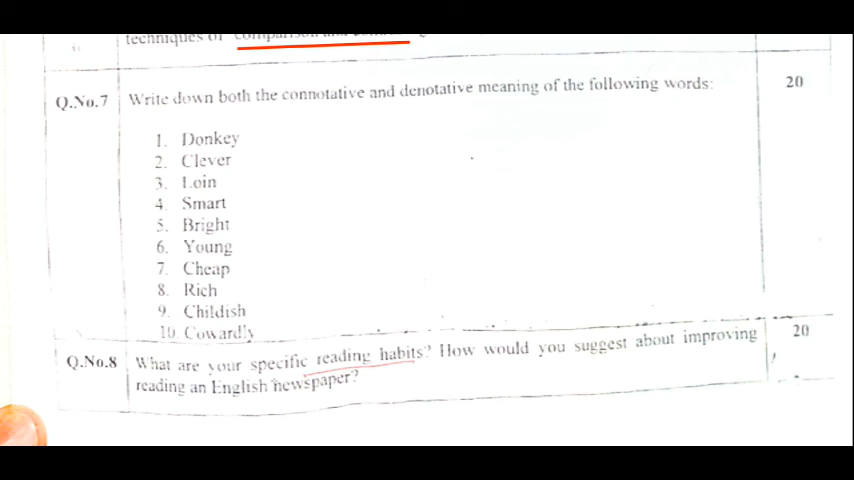 techniques of comparison and
Q.No.7 Write down both the connotative and denotative meaning of the following words: 20
1. Donkey
2. Clever
3. Loin
4. Smart
5. Bright
6. Young
7. Cheap
8. Rich
9. Childish
10. Cowardly
Q.No.8 What are your specific reading habits? How would you suggest about improving 20
reading an English newspaper?